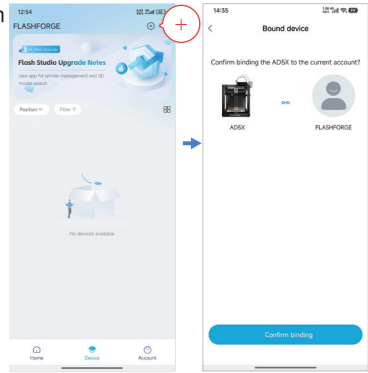 n
12:54
FLASHFORGE
Flash Studio Upgrade Notes
New app for printer management and 3D
model search
Position
Filter
No devices available
Home
Device
Account
14:35
Bound device
Confirm binding the AD5X to the current account?
AD5X
FLASHFORGE
Confirm binding